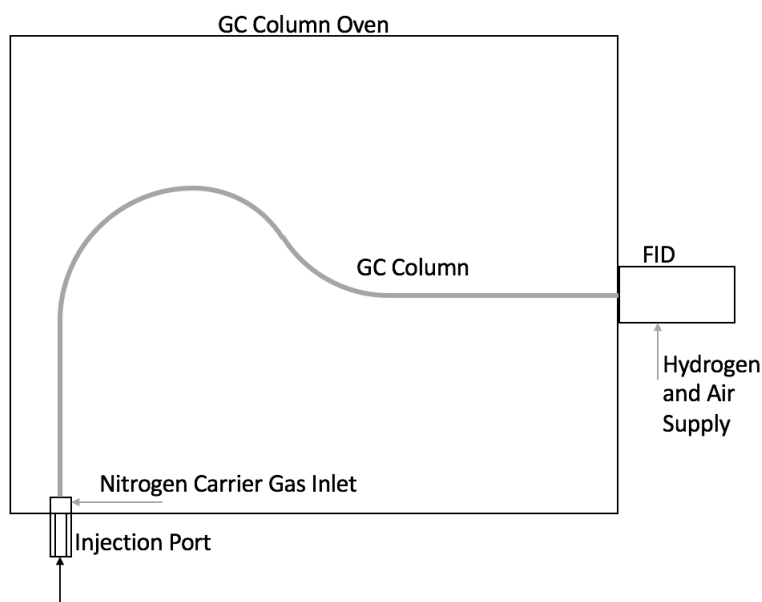 GC Column Oven
FID
GC Column
Hydrogen
and Air
Supply
Nitrogen Carrier Gas Inlet
Injection Port